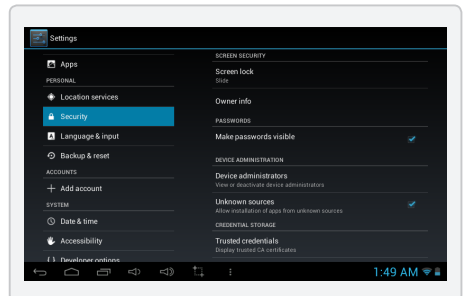 Settings
Apps
PERSONAL
Location services
Security
Language & input
Backup & reset
ACCOUNTS
Add account
SYSTEM
Date & time
Accessibility
{ } Developer options
SCREEN SECURITY
Screen lock
Slide
Owner info
PASSWORDS
Make passwords visible
DEVICE ADMINISTRATION
Device administrators
View or deactivate device administrators
Unknown sources
Allow installation of apps from unknown sources
CREDENTIAL STORAGE
Trusted credentials
Display trusted CA certificates
1:49 AM